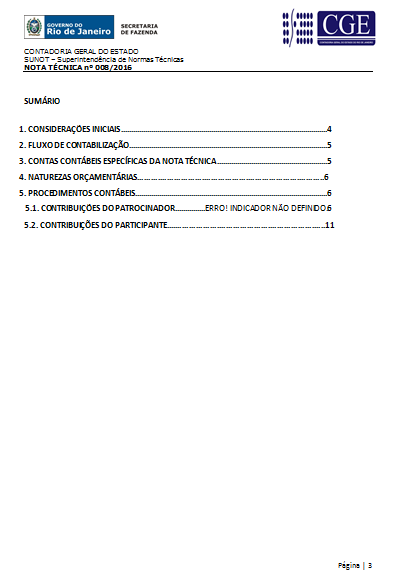 GOVERNO DO
Rio de Janeiro
SECRETARIA
DE FAZENDA
CGE
CONTADORIA GERAL DO ESTADO
SUNOT – Superintendência de Normas Técnicas
NOTA TÉCNICA nº 008/2016
SUMÁRIO
1. CONSIDERAÇÕES INICIAIS...............................................................................4
2. FLUXO DE CONTABILIZAÇÃO............................................................................5
3. CONTAS CONTÁBEIS ESPECÍFICAS DA NOTA TÉCNICA..........................................5
4. NATUREZAS ORÇAMENTÁRIAS.........................................................................6
5. PROCEDIMENTOS CONTÁBEIS..........................................................................6
5.1. CONTRIBUIÇÕES DO PATROCINADOR...............ERRO! INDICADOR NÃO DEFINIDO.6
5.2. CONTRIBUIÇÕES DO PARTICIPANTE..............................................................11
Página | 3